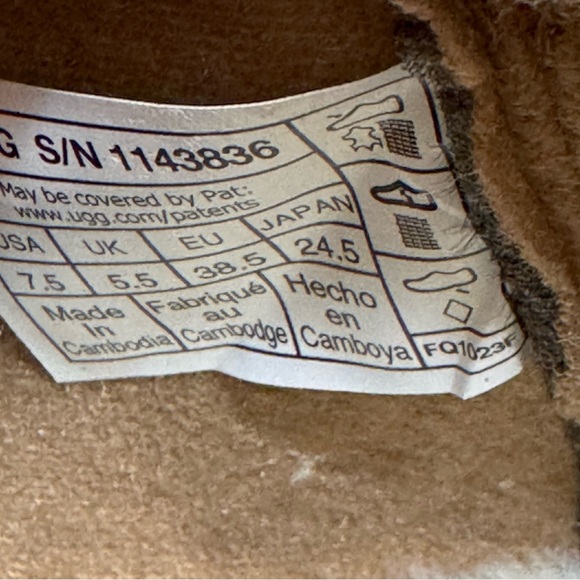 G S/N 1143836
May be covered by Pat:
www.ugg.com/patents
USA UK EU JAPAN
7.5 5.5 38.5 24.5
Made in Cambodia
Fabriqué au Cambodge
Hecho en Camboya